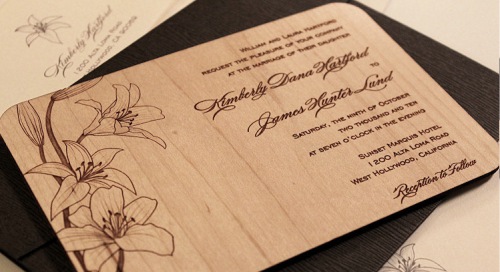 Kimberly Hartford
1200 Alta Loma Road
Hollywood, CA 90069
William and Laura Hartford
request the pleasure of your company
at the marriage of their daughter
Kimberly Dana Hartford
to
James Hunter Lund
Saturday, the ninth of October
two thousand and ten
at seven o'clock in the evening
Sunset Marquis Hotel
1200 Alta Loma Road
West Hollywood, California
Reception to Follow